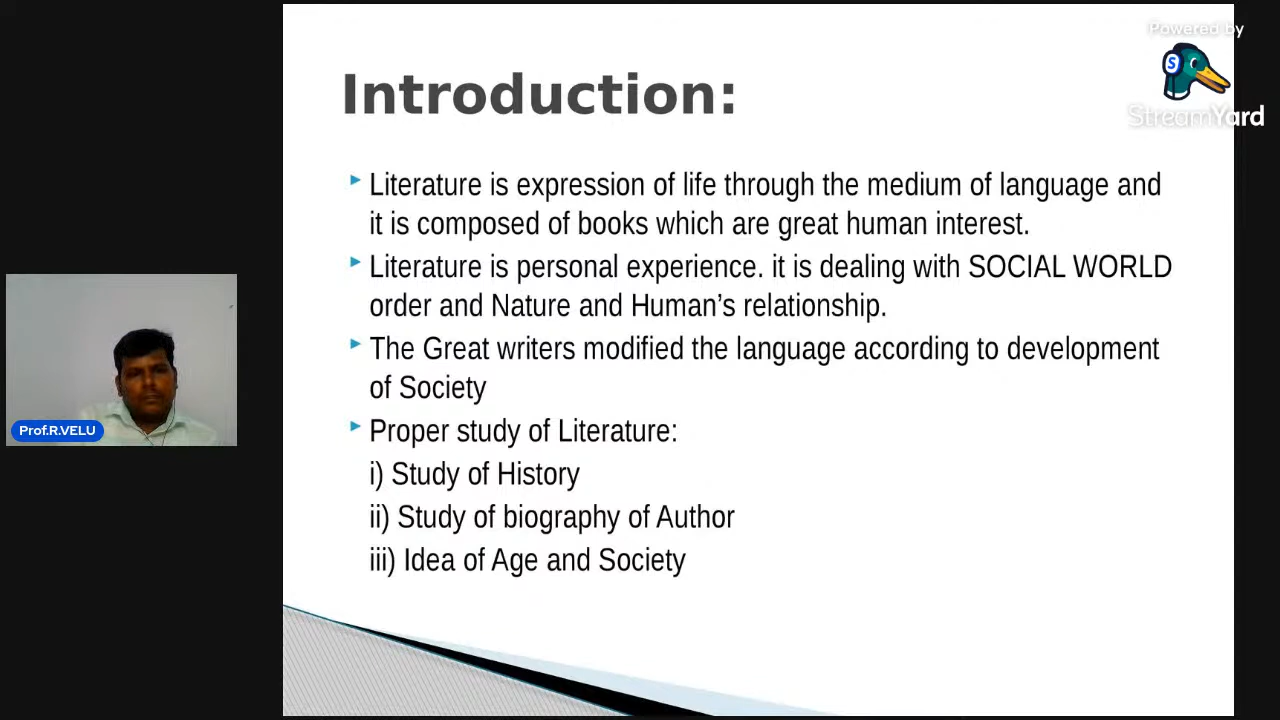 Powered by
StreamYard
Introduction:
Literature is expression of life through the medium of language and
it is composed of books which are great human interest.
Literature is personal experience. it is dealing with SOCIAL WORLD
order and Nature and Human’s relationship.
The Great writers modified the language according to development
of Society
Proper study of Literature:
i) Study of History
ii) Study of biography of Author
iii) Idea of Age and Society
Prof.R.VELU